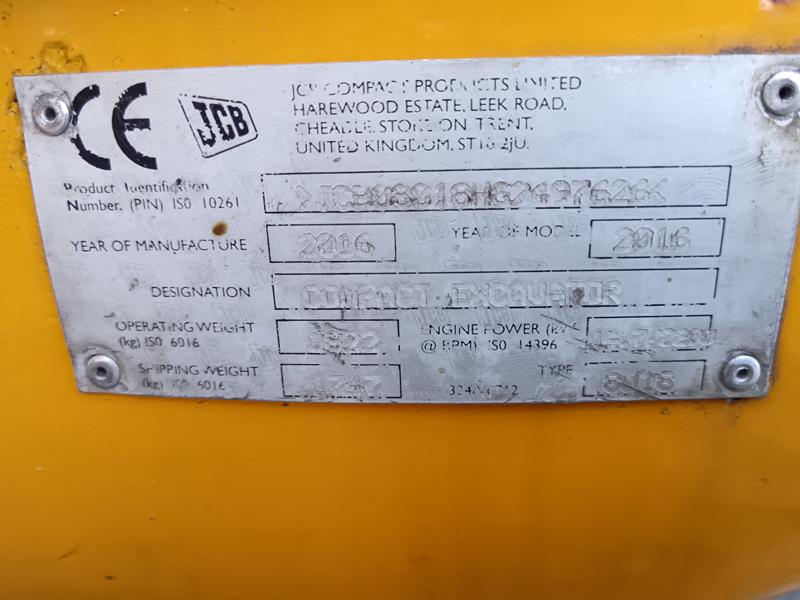 CE
JCB
JCB COMPACT PRODUCTS LIMITED
HAREWOOD ESTATE, LEEK ROAD,
CHEADLE, STOKE ON TRENT,
UNITED KINGDOM, ST10 2JU.
Product Identification
Number. (PIN) ISO 10261
YEAR OF MANUFACTURE 2016 YEAR OF MODEL 2016
DESIGNATION COMPACT EXCAVATOR
OPERATING WEIGHT
(kg) ISO 6016
ENGINE POWER (kW
@ RPM) ISO 14396
SHIPPING WEIGHT
(kg) ISO 6016
TYPE 8018